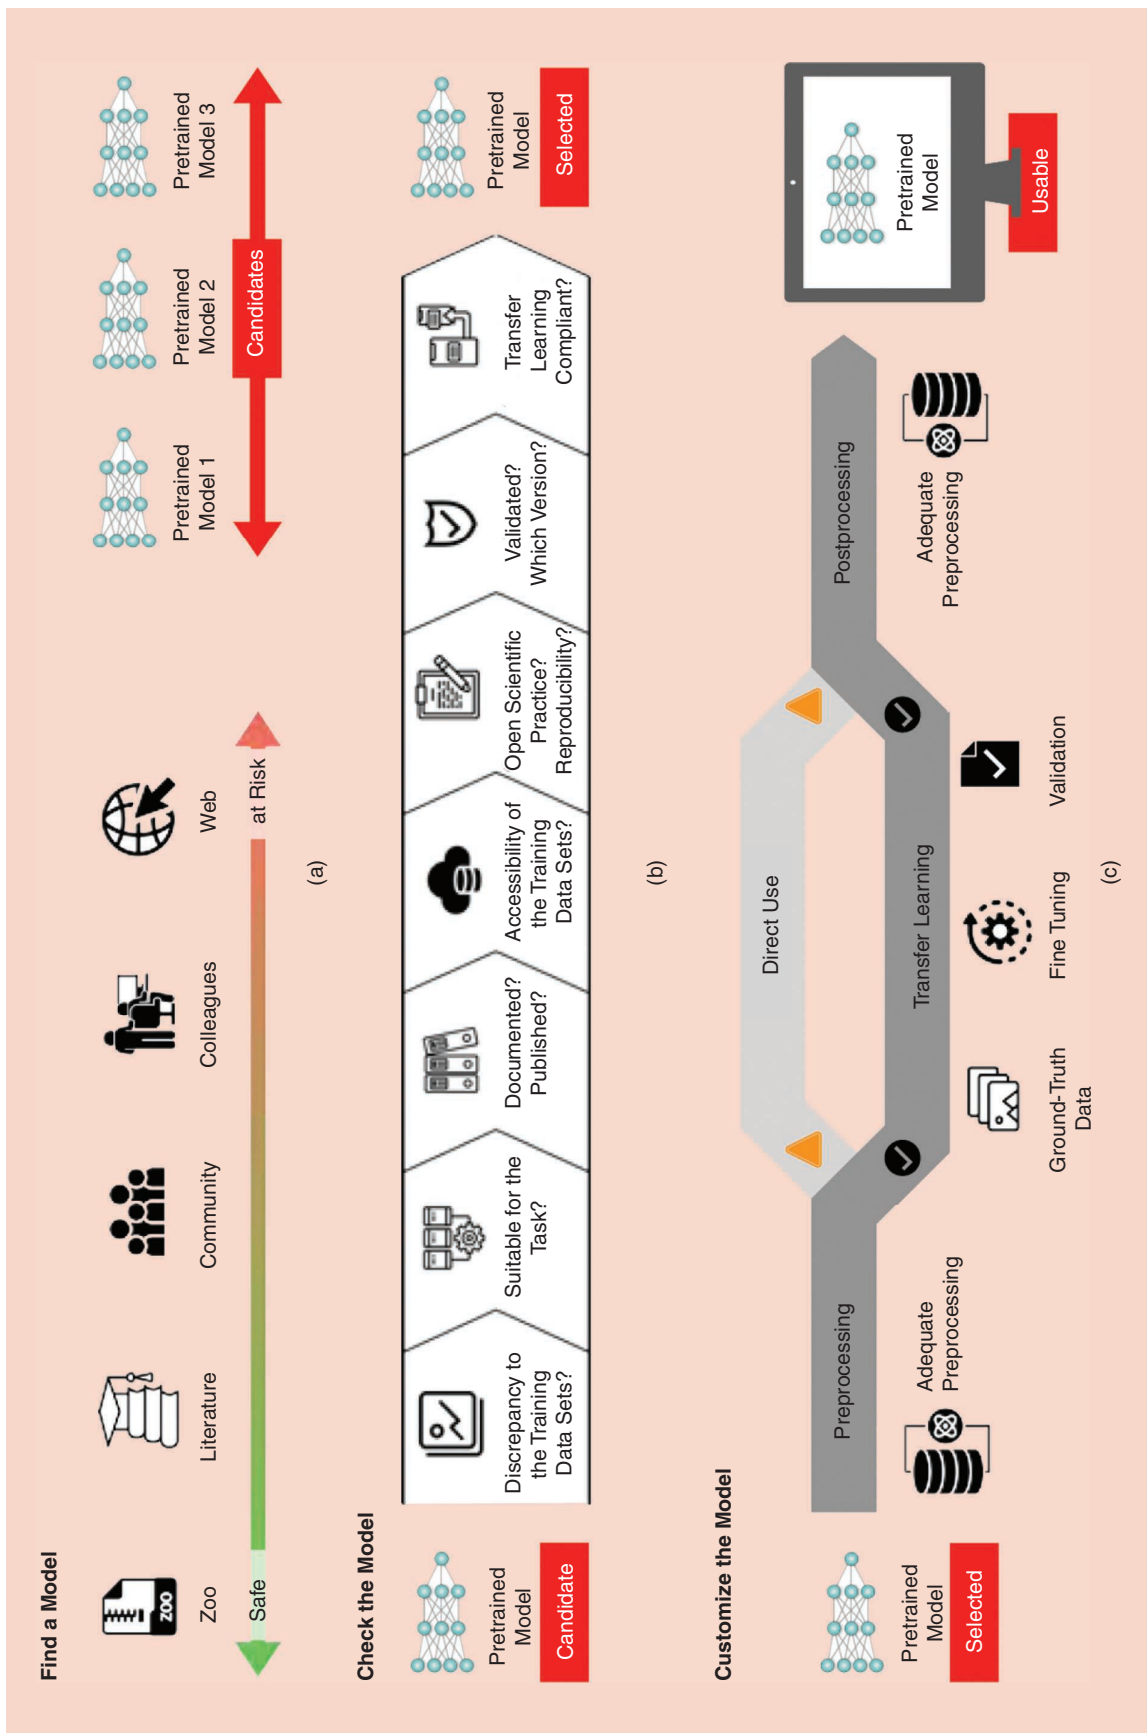 Find a Model
ZOO
Zoo
Literature
Community
Colleagues
Web
Safe
at Risk
Pretrained
Model 1
Pretrained
Model 2
Pretrained
Model 3
Candidates
(a)
Check the Model
Pretrained
Model
Candidate
Discrepancy to
the Training
Data Sets?
Suitable for the
Task?
Documented?
Published?
Accessibility of
the Training
Data Sets?
Open Scientific
Practice?
Reproducibility?
Validated?
Which Version?
Transfer
Learning
Compliant?
Pretrained
Model
Selected
(b)
Customize the Model
Pretrained
Model
Selected
Preprocessing
Adequate
Preprocessing
Direct Use
Transfer Learning
Ground-Truth
Data
Fine Tuning
Validation
Postprocessing
Adequate
Preprocessing
Pretrained
Model
Usable
(c)